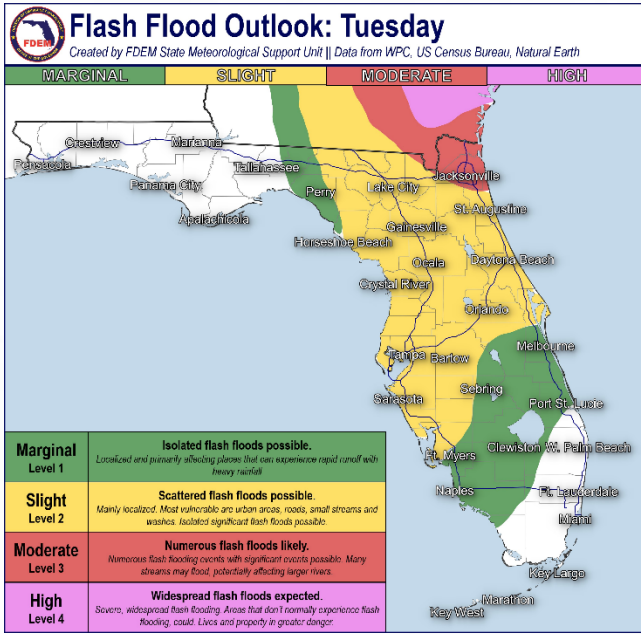 Flash Flood Outlook: Tuesday
Created by FDEM State Meteorological Support Unit || Data from WPC, US Census Bureau, Natural Earth
FDEM
MARGINAL SLIGHT MODERATE HIGH
Crestview
Marianna
Pensacola
Tallahassee
Jacksonville
Panama City
Lake City
Perry
Apalachicola
St. Augustine
Gainesville
Horseshoe Beach
Ocala
Daytona Beach
Crystal River
Orlando
Melbourne
Tampa
Bartow
Sebring
Sarasota
Port St. Lucie
Ft. Myers
Clewiston
W. Palm Beach
Naples
Ft. Lauderdale
Miami
Key Largo
Marathon
Key West
Marginal
Level 1
Isolated flash floods possible.
Localized and primarily affecting places that can experience rapid runoff with
heavy rainfall
Slight
Level 2
Scattered flash floods possible.
Mainly localized. Most vulnerable are urban areas, roads, small streams and
washes. Isolated significant flash floods possible.
Moderate
Level 3
Numerous flash floods likely.
Numerous flash flooding events with significant events possible. Many
streams may flood, potentially affecting larger rivers.
High
Level 4
Widespread flash floods expected.
Severe, widespread flash flooding. Areas that don't normally experience flash
flooding, could. Lives and property in greater danger.